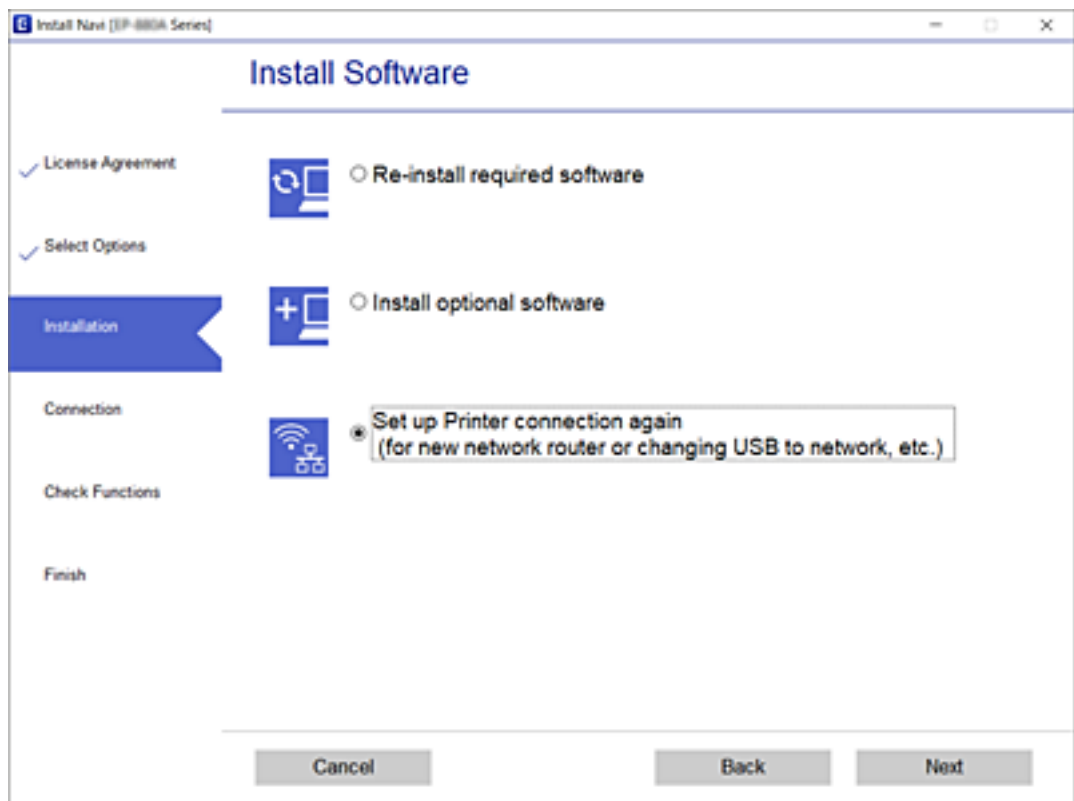 Install Navi [EP-880A Series]
Install Software
License Agreement
Select Options
Installation
Connection
Check Functions
Finish
Re-install required software
Install optional software
Set up Printer connection again
(for new network router or changing USB to network, etc.)
Cancel
Back
Next